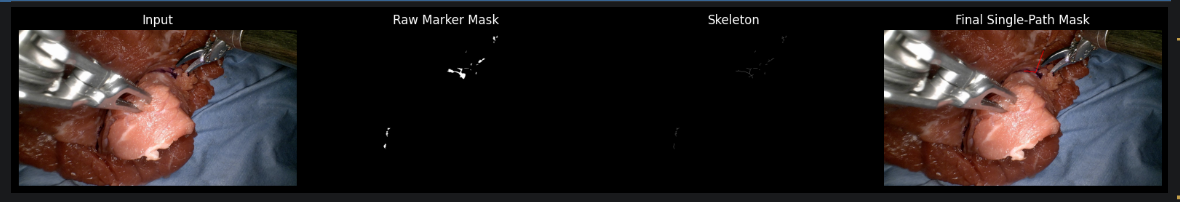 Input
Raw Marker Mask
Skeleton
Final Single-Path Mask